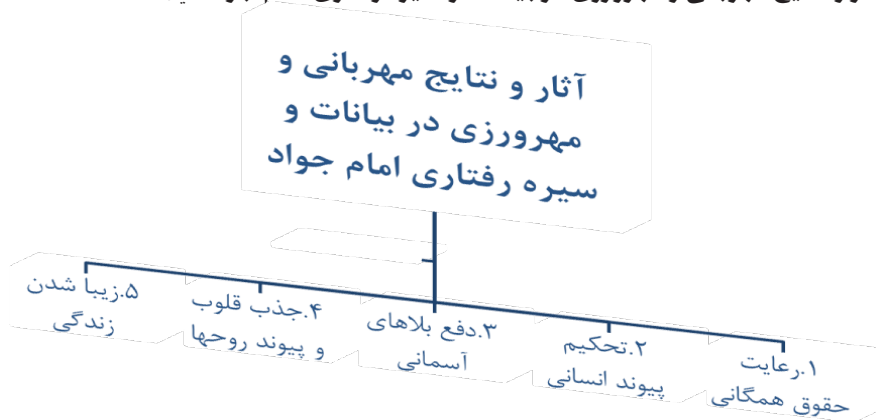 آثار و نتایج مهربانی و
مهرورزی در بیانات و
سیره رفتاری امام جواد
۱.رعایت
حقوق همگانی
۲.تحکیم
پیوند انسانی
۳.دفع بلاهای
آسمانی
۴.جذب قلوب
و پیوند روحها
۵.زیبا شدن
زندگی